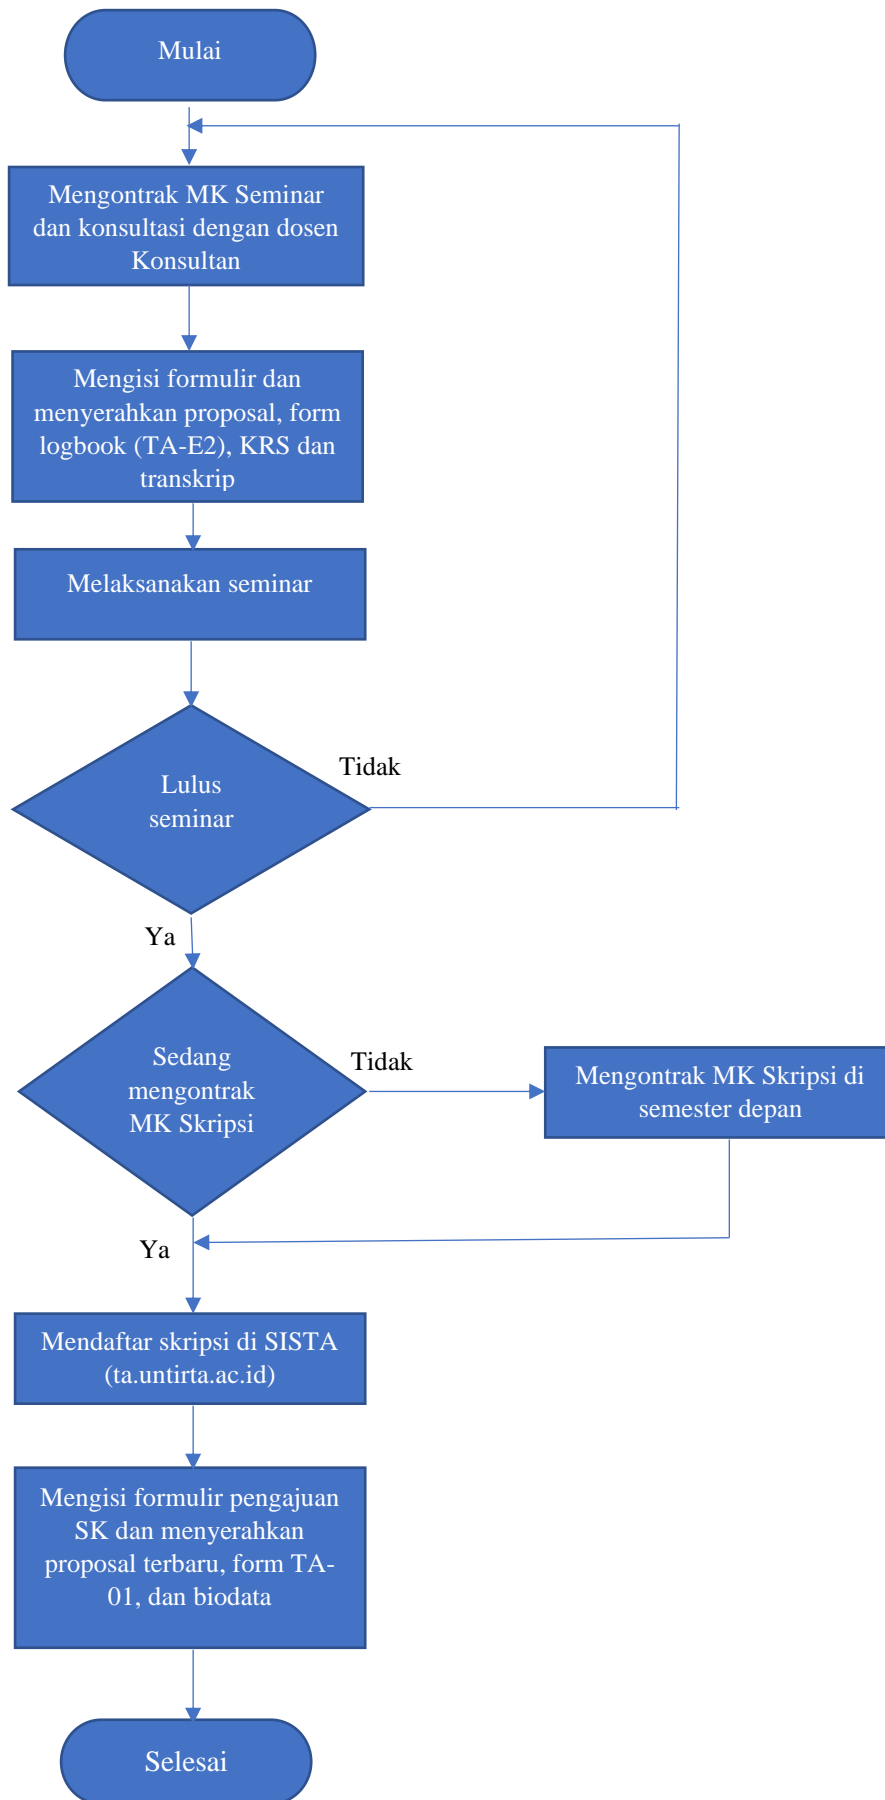 Mulai
Mengontrak MK Seminar
dan konsultasi dengan dosen
Konsultan
Mengisi formulir dan
menyerahkan proposal, form
logbook (TA-E2), KRS dan
transkrip
Melaksanakan seminar
Lulus
seminar
Tidak
Ya
Sedang
mengontrak
MK Skripsi
Tidak
Mengontrak MK Skripsi di
semester depan
Ya
Mendaftar skripsi di SISTA
(ta.untirta.ac.id)
Mengisi formulir pengajuan
SK dan menyerahkan
proposal terbaru, form TA-
01, dan biodata
Selesai